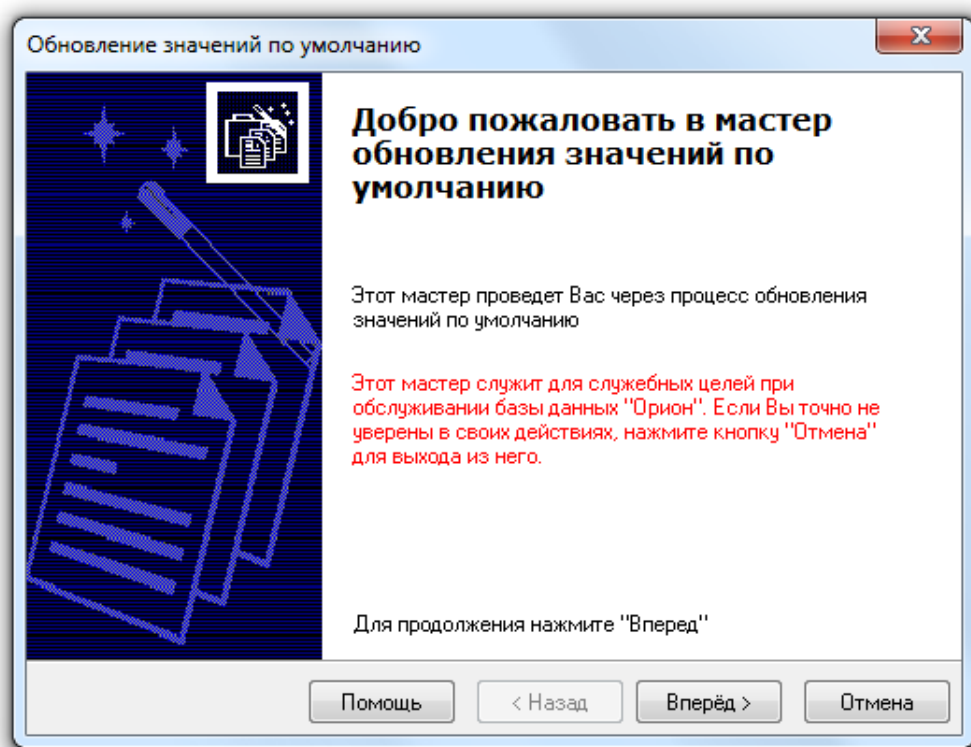 Обновление значений по умолчанию
Добро пожаловать в мастер
обновления значений по
умолчанию
Этот мастер проведет Вас через процесс обновления
значений по умолчанию
Этот мастер служит для служебных целей при
обслуживании базы данных "Орион". Если Вы точно не
уверены в своих действиях, нажмите кнопку "Отмена"
для выхода из него.
Для продолжения нажмите "Вперед"
Помощь
< Назад
Вперёд >
Отмена